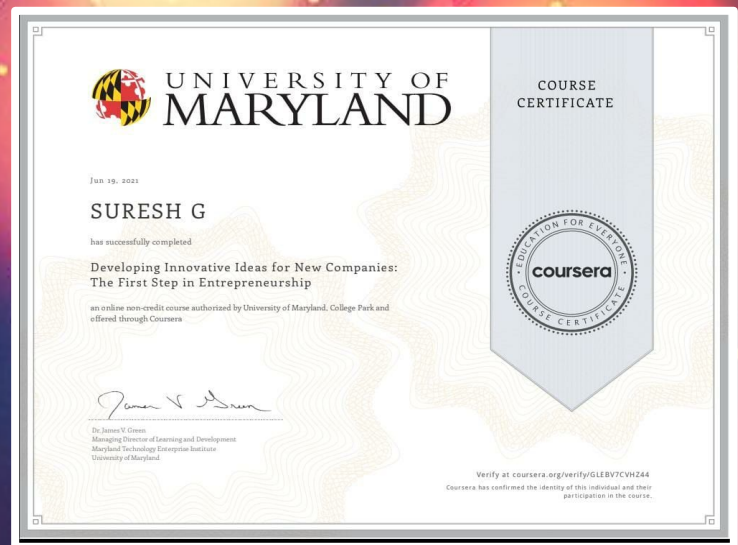 UNIVERSITY OF
MARYLAND
COURSE
CERTIFICATE
Jun 19, 2021
SURESH G
has successfully completed
Developing Innovative Ideas for New Companies:
The First Step in Entrepreneurship
an online non-credit course authorized by University of Maryland, College Park and
offered through Coursera
EDUCATION FOR EVERYONE
coursera
COURSE CERTIFICATE
James V Green
Dr. James V. Green
Managing Director of Learning and Development
Maryland Technology Enterprise Institute
University of Maryland
Verify at coursera.org/verify/GLEBV7CVHZ44
Coursera has confirmed the identity of this individual and their
participation in the course.